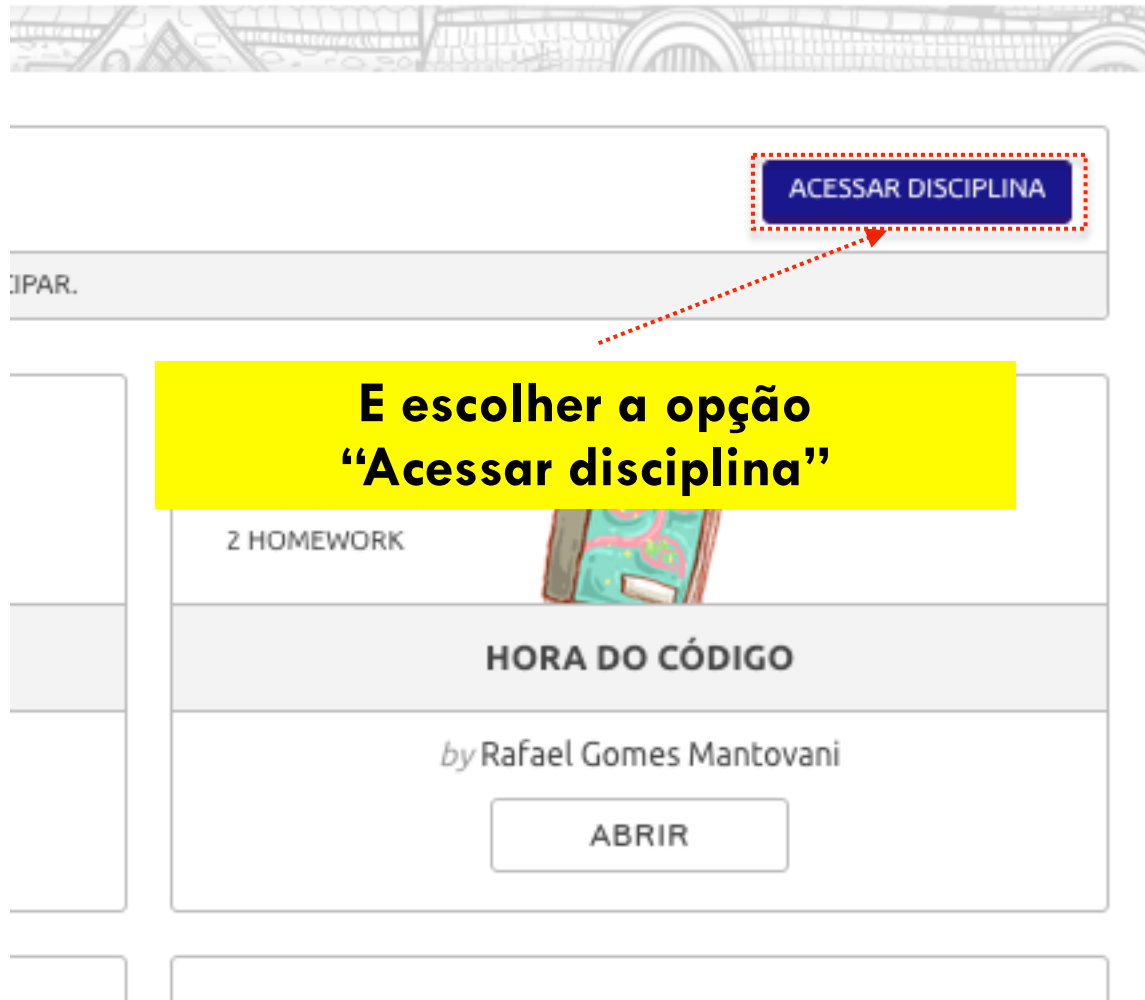 ACESSAR DISCIPLINA
IPAR.
E escolher a opção
“Acessar disciplina”
2 HOMEWORK
HORA DO CÓDIGO
by Rafael Gomes Mantovani
ABRIR